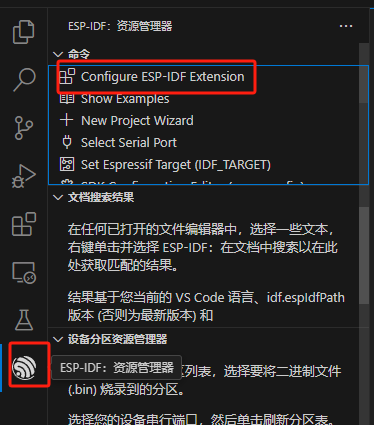 ESP-IDF：资源管理器
命令
Configure ESP-IDF Extension
Show Examples
New Project Wizard
Select Serial Port
Set Espressif Target (IDF_TARGET)
文档搜索结果
在任何已打开的文件编辑器中，选择一些文本，
右键单击并选择 ESP-IDF：在文档中搜索以在此
处获取匹配的结果。
结果基于您当前的 VS Code 语言、idf.espIdfPath
版本 (否则为最新版本) 和
设备分区资源管理器
ESP-IDF：资源管理器
列表，选择要将二进制文件
(.bin) 烧录到的分区。
选择您的设备串行端口，然后单击刷新分区表。